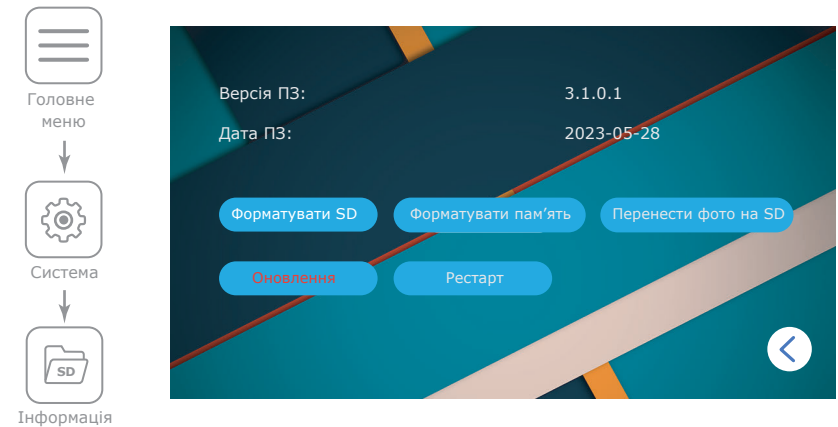 Головне
меню
Система
SD
Інформація
Версія ПЗ: 3.1.0.1
Дата ПЗ: 2023-05-28
Форматувати SD Форматувати пам’ять Перенести фото на SD
Оновлення Рестарт